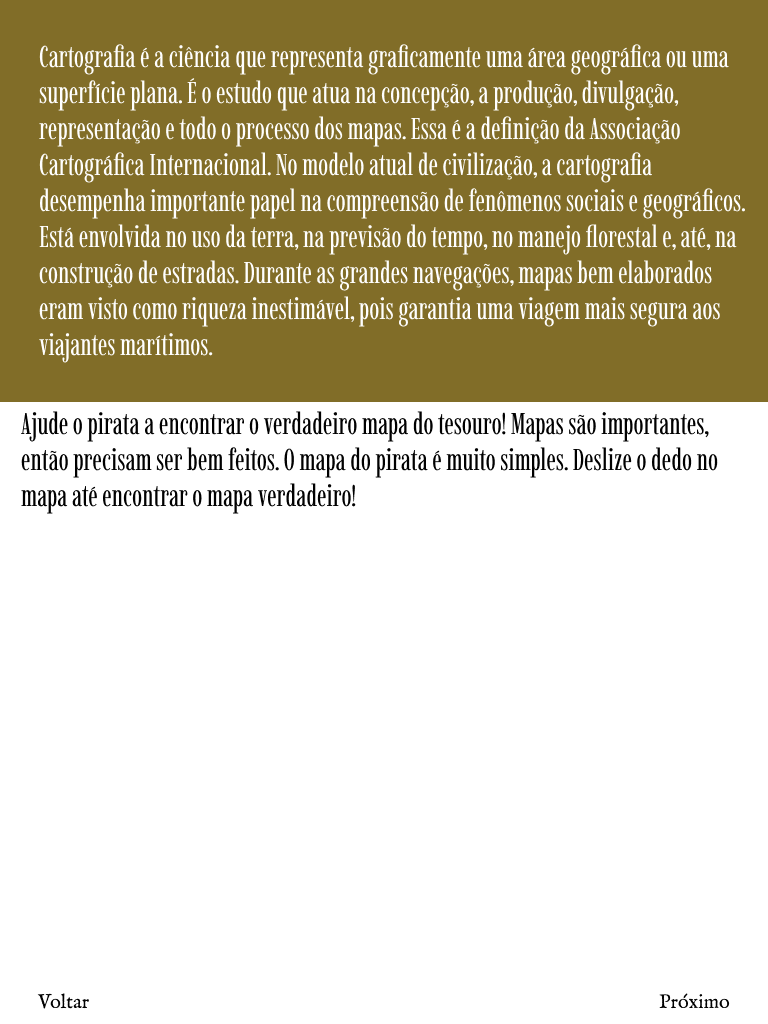 Cartografia é a ciência que representa graficamente uma área geográfica ou uma
superfície plana. É o estudo que atua na concepção, a produção, divulgação,
representação e todo o processo dos mapas. Essa é a definição da Associação
Cartográfica Internacional. No modelo atual de civilização, a cartografia
desempenha importante papel na compreensão de fenômenos sociais e geográficos.
Está envolvida no uso da terra, na previsão do tempo, no manejo florestal e, até, na
construção de estradas. Durante as grandes navegações, mapas bem elaborados
eram visto como riqueza inestimável, pois garantia uma viagem mais segura aos
viajantes marítimos.
Ajude o pirata a encontrar o verdadeiro mapa do tesouro! Mapas são importantes,
então precisam ser bem feitos. O mapa do pirata é muito simples. Deslize o dedo no
mapa até encontrar o mapa verdadeiro!
Voltar
Próximo